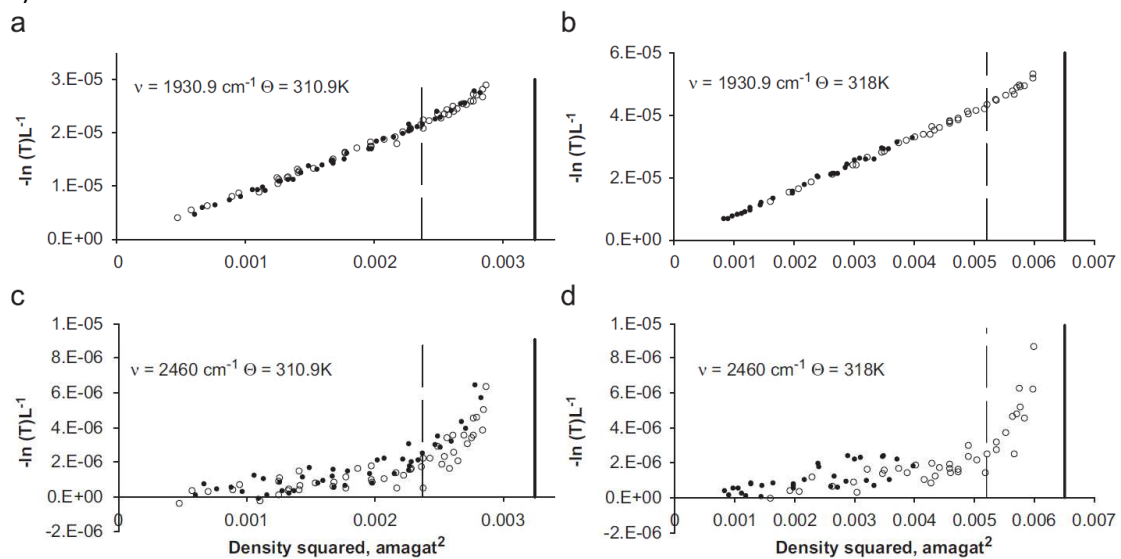 a
3.E-05
2.E-05
1.E-05
0.E+00
-ln (T)L-1
ν = 1930.9 cm-1 Θ = 310.9K
0 0.001 0.002 0.003
b
6.E-05
4.E-05
2.E-05
0.E+00
-ln (T)L-1
ν = 1930.9 cm-1 Θ = 318K
0 0.001 0.002 0.003 0.004 0.005 0.006 0.007
c
1.E-05
8.E-06
6.E-06
4.E-06
2.E-06
0.E+00
-2.E-06
-ln (T)L-1
ν = 2460 cm-1 Θ = 310.9K
0 0.001 0.002 0.003
Density squared, amagat2
d
1.E-05
8.E-06
6.E-06
4.E-06
2.E-06
0.E+00
-2.E-06
-ln (T)L-1
ν = 2460 cm-1 Θ = 318K
0 0.001 0.002 0.003 0.004 0.005 0.006 0.007
Density squared, amagat2